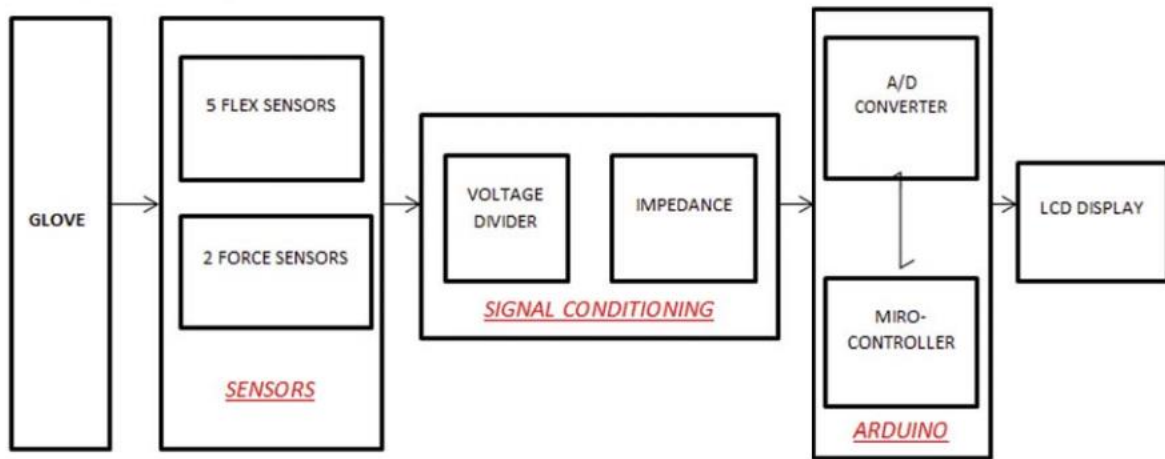 GLOVE
5 FLEX SENSORS
2 FORCE SENSORS
SENSORS
VOLTAGE
DIVIDER
IMPEDANCE
SIGNAL CONDITIONING
A/D
CONVERTER
MIRO-
CONTROLLER
ARDUINO
LCD DISPLAY